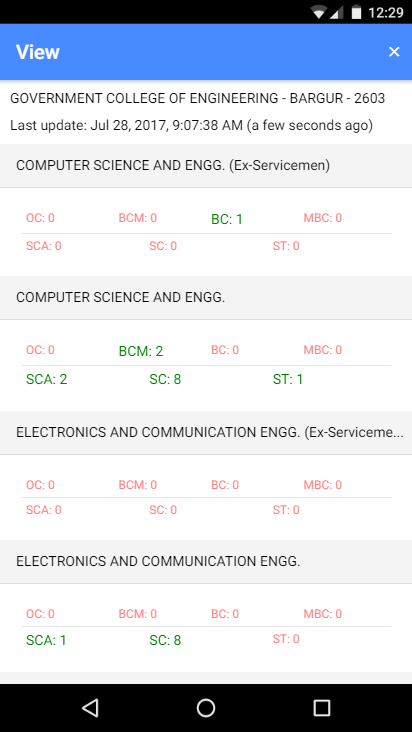 12:29
View ×
GOVERNMENT COLLEGE OF ENGINEERING - BARGUR - 2603
Last update: Jul 28, 2017, 9:07:38 AM (a few seconds ago)
COMPUTER SCIENCE AND ENGG. (Ex-Servicemen)
OC: 0 BCM: 0 BC: 1 MBC: 0
SCA: 0 SC: 0 ST: 0
COMPUTER SCIENCE AND ENGG.
OC: 0 BCM: 2 BC: 0 MBC: 0
SCA: 2 SC: 8 ST: 1
ELECTRONICS AND COMMUNICATION ENGG. (Ex-Serviceme...
OC: 0 BCM: 0 BC: 0 MBC: 0
SCA: 0 SC: 0 ST: 0
ELECTRONICS AND COMMUNICATION ENGG.
OC: 0 BCM: 0 BC: 0 MBC: 0
SCA: 1 SC: 8 ST: 0